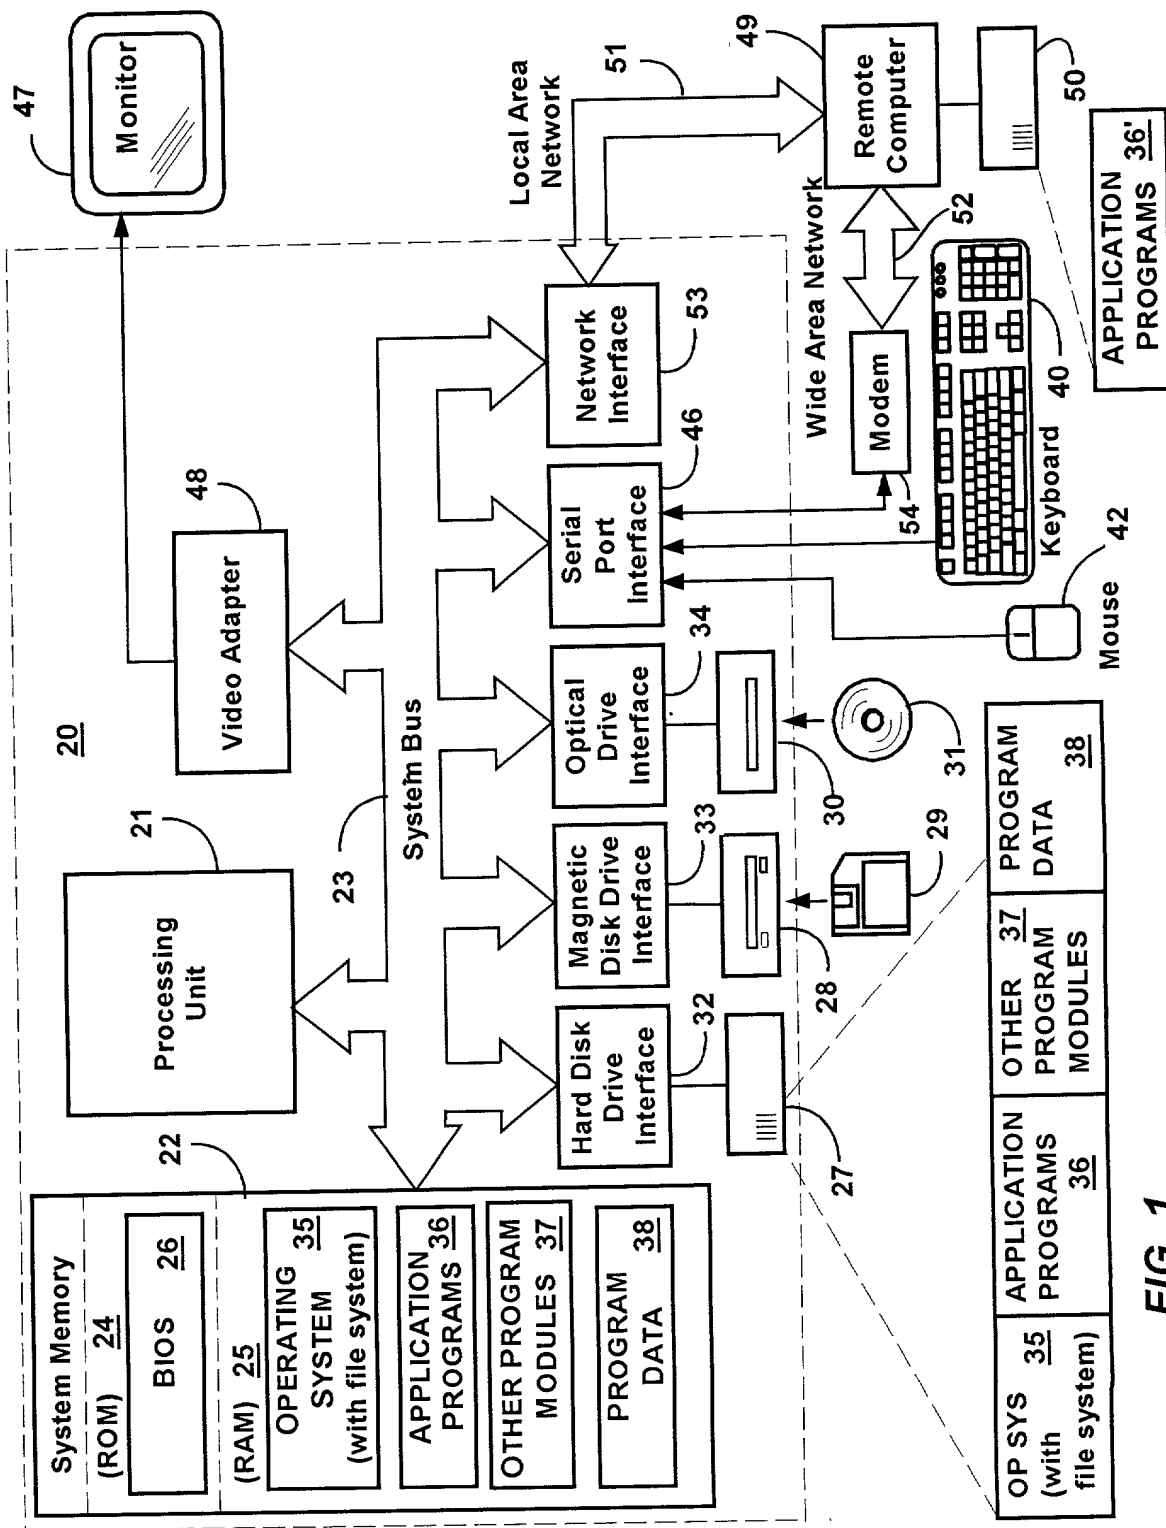 System Memory
(ROM) 24
BIOS 26
(RAM) 25
OPERATING
SYSTEM 35
(with file system)
APPLICATION
PROGRAMS 36
OTHER PROGRAM
MODULES 37
PROGRAM
DATA 38
22
Processing
Unit
21
20
Video Adapter
48
Monitor
47
23
System Bus
Hard Disk
Drive
Interface
32
Magnetic
Disk Drive
Interface
33
Optical
Drive
Interface
34
Serial
Port
Interface
46
Network
Interface
53
Local Area
Network
51
27
28
30
29
31
Mouse
42
Keyboard
40
Modem
54
Wide Area Network
52
Remote
Computer
49
50
APPLICATION
PROGRAMS 36'
OP SYS 35
(with
file system)
APPLICATION
PROGRAMS
36
OTHER 37
PROGRAM
MODULES
PROGRAM
DATA 38
FIG. 1